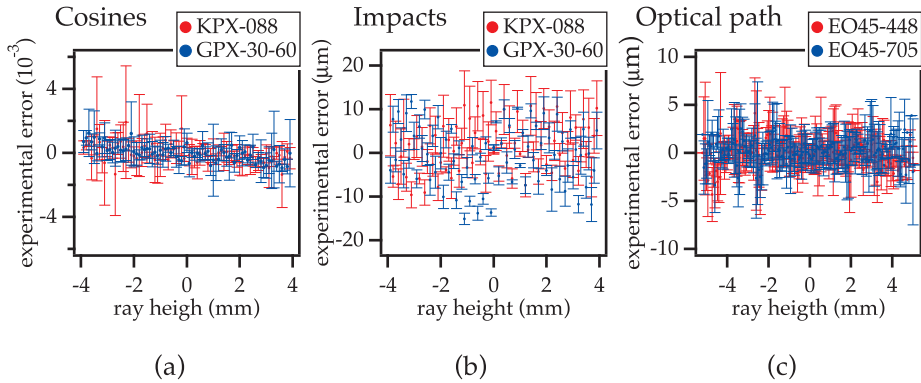 Cosines
KPX-088
GPX-30-60
experimental error (10^-3)
4
0
-4
-4 -2 0 2 4
ray heigh (mm)
(a)
Impacts
KPX-088
GPX-30-60
experimental error (µm)
20
10
0
-10
-20
-4 -2 0 2 4
ray height (mm)
(b)
Optical path
EO45-448
EO45-705
experimental error (µm)
10
5
0
-5
-10
-4 -2 0 2 4
ray heigth (mm)
(c)